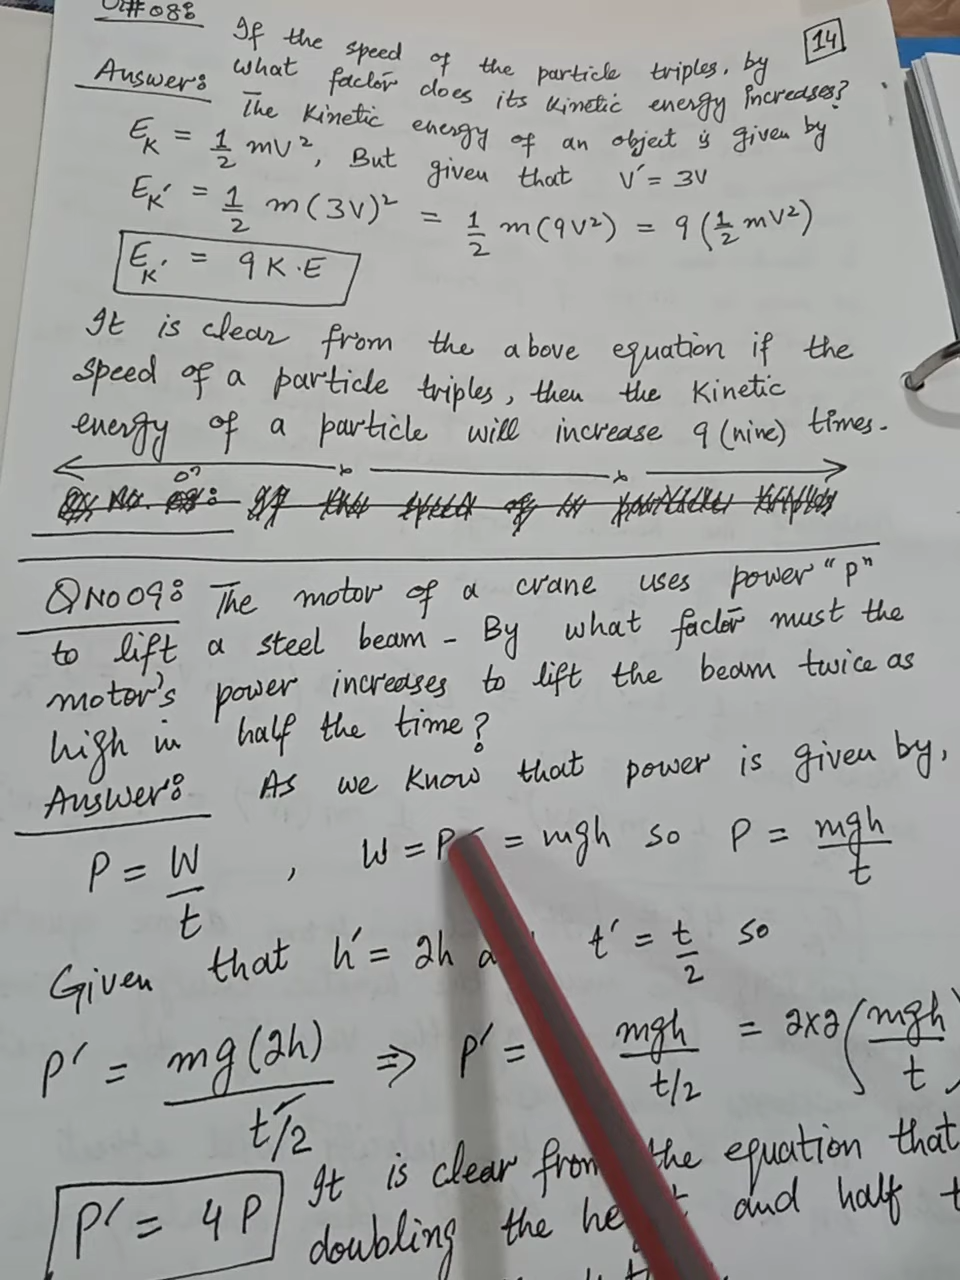 Q#08:
14
If the speed of the particle triples, by
what factor does its kinetic energy increases?
Answer: The Kinetic energy of an object is given by
E_K = 1/2 mv², But given that v′ = 3v
E_K′ = 1/2 m(3v)² = 1/2 m(9v²) = 9(1/2 mv²)
E_K′ = 9 K.E
It is clear from the above equation if the
speed of a particle triples, then the Kinetic
energy of a particle will increase 9 (nine) times.
QNo09: The motor of a crane uses power "P"
to lift a steel beam - By what factor must the
motor's power increases to lift the beam twice as
high in half the time?
Answer: As we know that power is given by,
P = W/t , W = P = mgh so P = mgh/t
Given that h′ = 2h t′ = t/2 so
P′ = mg(2h)/t/2 ⇒ P′ = mgh/t/2 = 2x2(mgh/t
P′ = 4P It is clear from the equation that
doubling the and half